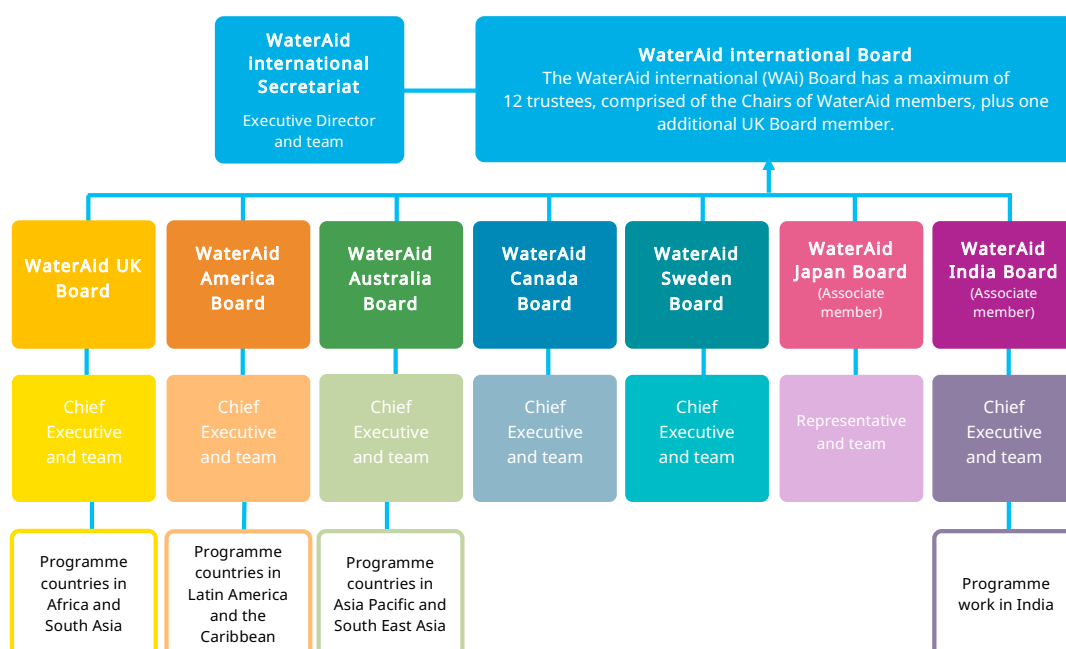 WaterAid
international
Secretariat
Executive Director
and team
WaterAid international Board
The WaterAid international (WAi) Board has a maximum of
12 trustees, comprised of the Chairs of WaterAid members, plus one
additional UK Board member.
WaterAid UK
Board
WaterAid
America
Board
WaterAid
Australia
Board
WaterAid
Canada
Board
WaterAid
Sweden
Board
WaterAid
Japan Board
(Associate
member)
WaterAid
India Board
(Associate
member)
Chief
Executive
and team
Chief
Executive
and team
Chief
Executive
and team
Chief
Executive
and team
Chief
Executive
and team
Representative
and team
Chief
Executive
and team
Programme
countries in
Africa and
South Asia
Programme
countries in
Latin America
and the
Caribbean
Programme
countries in
Asia Pacific and
South East Asia
Programme
work in India